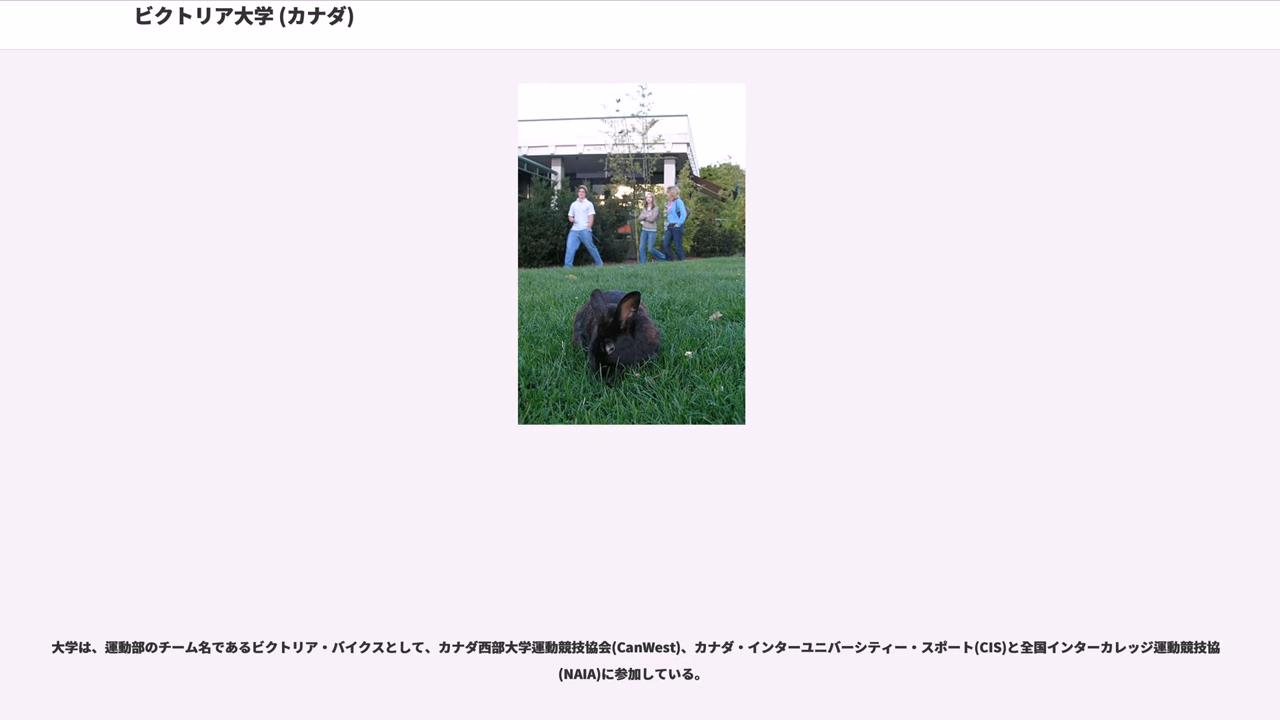 ビクトリア大学 (カナダ)
大学は、運動部のチーム名であるビクトリア・バイクスとして、カナダ西部大学運動競技協会(CanWest)、カナダ・インターユニバーシティー・スポート(CIS)と全国インターカレッジ運動競技協
(NAIA)に参加している。